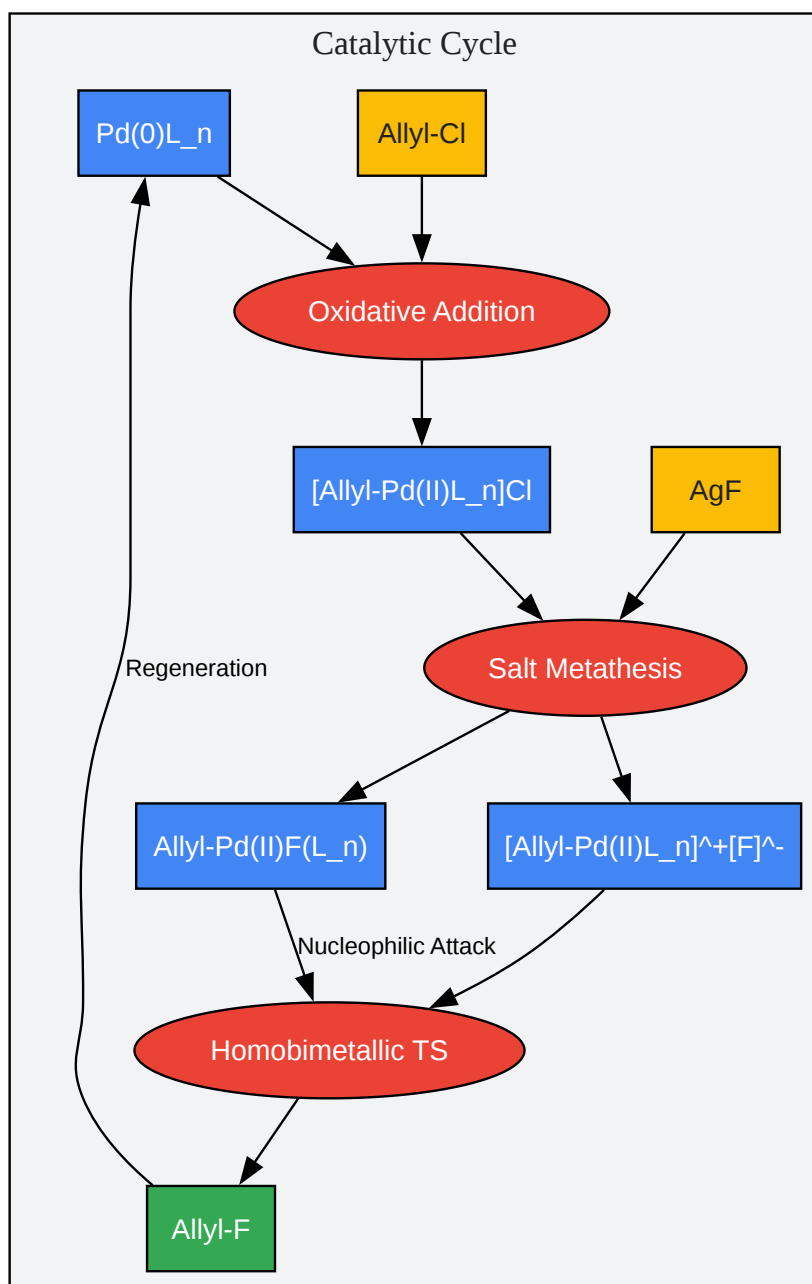 Catalytic Cycle
Pd(0)L_n
Allyl-Cl
Oxidative Addition
[Allyl-Pd(II)L_n]Cl
AgF
Regeneration
Salt Metathesis
Allyl-Pd(II)F(L_n)
[Allyl-Pd(II)L_n]^+[F]^-
Nucleophilic Attack
Homobimetallic TS
Allyl-F